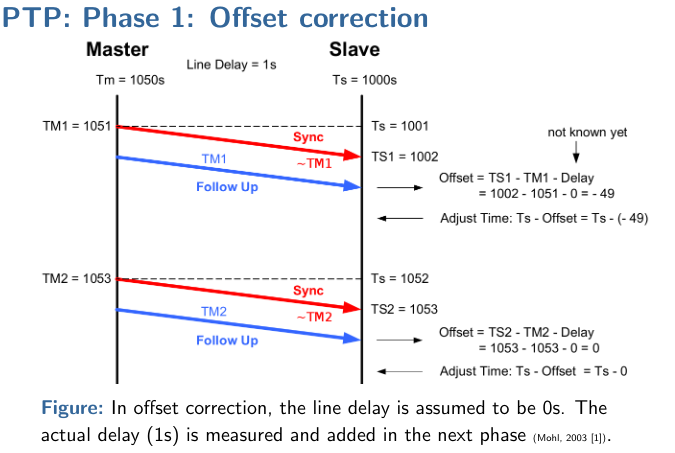 PTP: Phase 1: Offset correction
Master
Slave
Line Delay = 1s
Tm = 1050s
Ts = 1000s
TM1 = 1051
Ts = 1001
not known yet
Sync
TM1
~TM1
TS1 = 1002
Follow Up
Offset = TS1 - TM1 - Delay
= 1002 - 1051 - 0 = - 49
Adjust Time: Ts - Offset = Ts - (- 49)
TM2 = 1053
Ts = 1052
Sync
TM2
~TM2
TS2 = 1053
Follow Up
Offset = TS2 - TM2 - Delay
= 1053 - 1053 - 0 = 0
Adjust Time: Ts - Offset = Ts - 0
Figure: In offset correction, the line delay is assumed to be 0s. The
actual delay (1s) is measured and added in the next phase (Mohl, 2003 [1]).